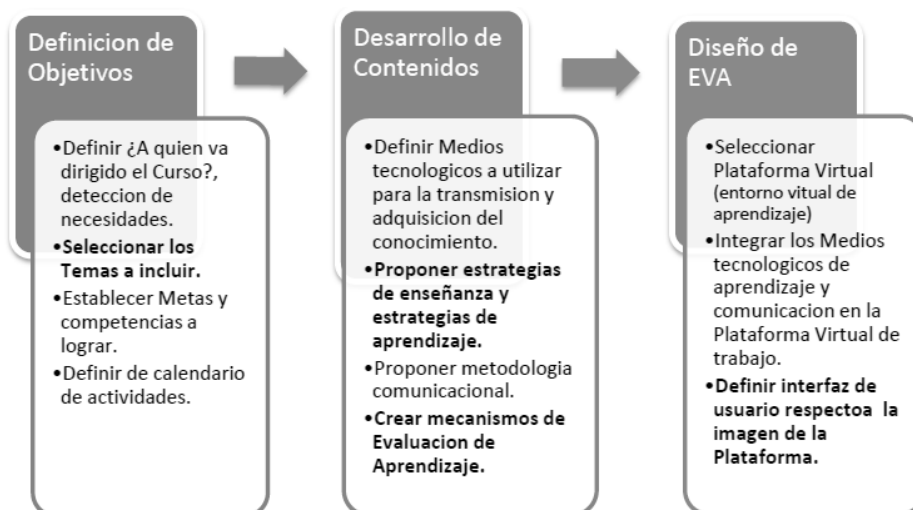 Definicion de
Objetivos
•Definir ¿A quien va
dirigido el Curso?,
deteccion de
necesidades.
•Seleccionar los
Temas a incluir.
•Establecer Metas y
competencias a
lograr.
•Definir de calendario
de actividades.
Desarrollo de
Contenidos
•Definir Medios
tecnologicos a utilizar
para la transmision y
adquisicion del
conocimiento.
•Proponer estrategias
de enseñanza y
estrategias de
aprendizaje.
•Proponer metodologia
comunicacional.
•Crear mecanismos de
Evaluacion de
Aprendizaje.
Diseño de
EVA
•Seleccionar
Plataforma Virtual
(entorno vitual de
aprendizaje)
•Integrar los Medios
tecnologicos de
aprendizaje y
comunicacion en la
Plataforma Virtual de
trabajo.
•Definir interfaz de
usuario respectoa la
imagen de la
Plataforma.